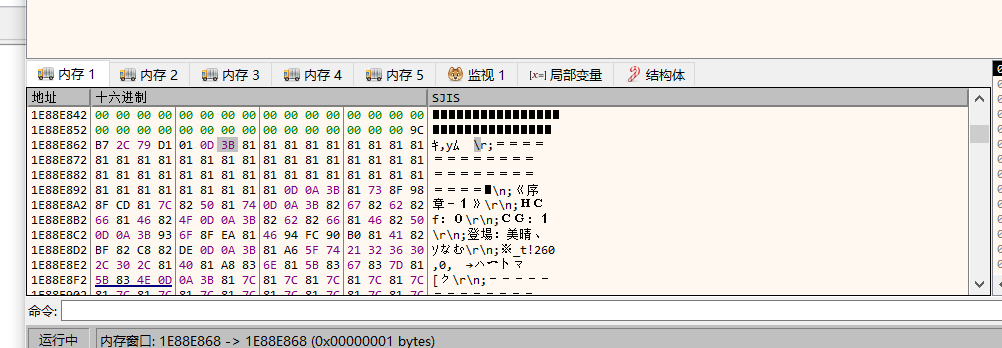 内存 1 内存 2 内存 3 内存 4 内存 5 监视 1 [x=] 局部变量 结构体
地址 十六进制 SJIS
1E88E842 00 00 00 00 00 00 00 00 00 00 00 00 00 00 00 00
1E88E852 00 00 00 00 00 00 00 00 00 00 00 00 00 00 00 9C
1E88E862 B7 2C 79 D1 01 0D 3B 81 81 81 81 81 81 81 81 81 ｷ,yﾑ \r;＝＝＝＝
1E88E872 81 81 81 81 81 81 81 81 81 81 81 81 81 81 81 81 ＝＝＝＝＝＝＝＝
1E88E882 81 81 81 81 81 81 81 81 81 81 81 81 81 81 81 81 ＝＝＝＝＝＝＝＝
1E88E892 81 81 81 81 81 81 81 81 81 0D 0A 3B 81 73 8F 98 ＝＝＝＝■\n;《序
1E88E8A2 8F CD 81 7C 82 50 81 74 0D 0A 3B 82 67 82 62 82 章－１》\r\n;ＨＣ
1E88E8B2 66 81 46 82 4F 0D 0A 3B 82 62 82 66 81 46 82 50 f：０\r\n;ＣＧ：１
1E88E8C2 0D 0A 3B 93 6F 8F EA 81 46 94 FC 90 B0 81 41 82 \r\n;登場：美晴、
1E88E8D2 BF 82 C8 82 DE 0D 0A 3B 81 A6 5F 74 21 32 36 30 ｿなむ\r\n;※_t!260
1E88E8E2 2C 30 2C 81 40 81 A8 83 6E 81 5B 83 67 83 7D 81 ,0,　→ハートマ
1E88E8F2 5B 83 4E 0D 0A 3B 81 7C 81 7C 81 7C 81 7C 81 7C [ク\r\n;－－－－－
命令:
运行中 内存窗口: 1E88E868 -> 1E88E868 (0x00000001 bytes)